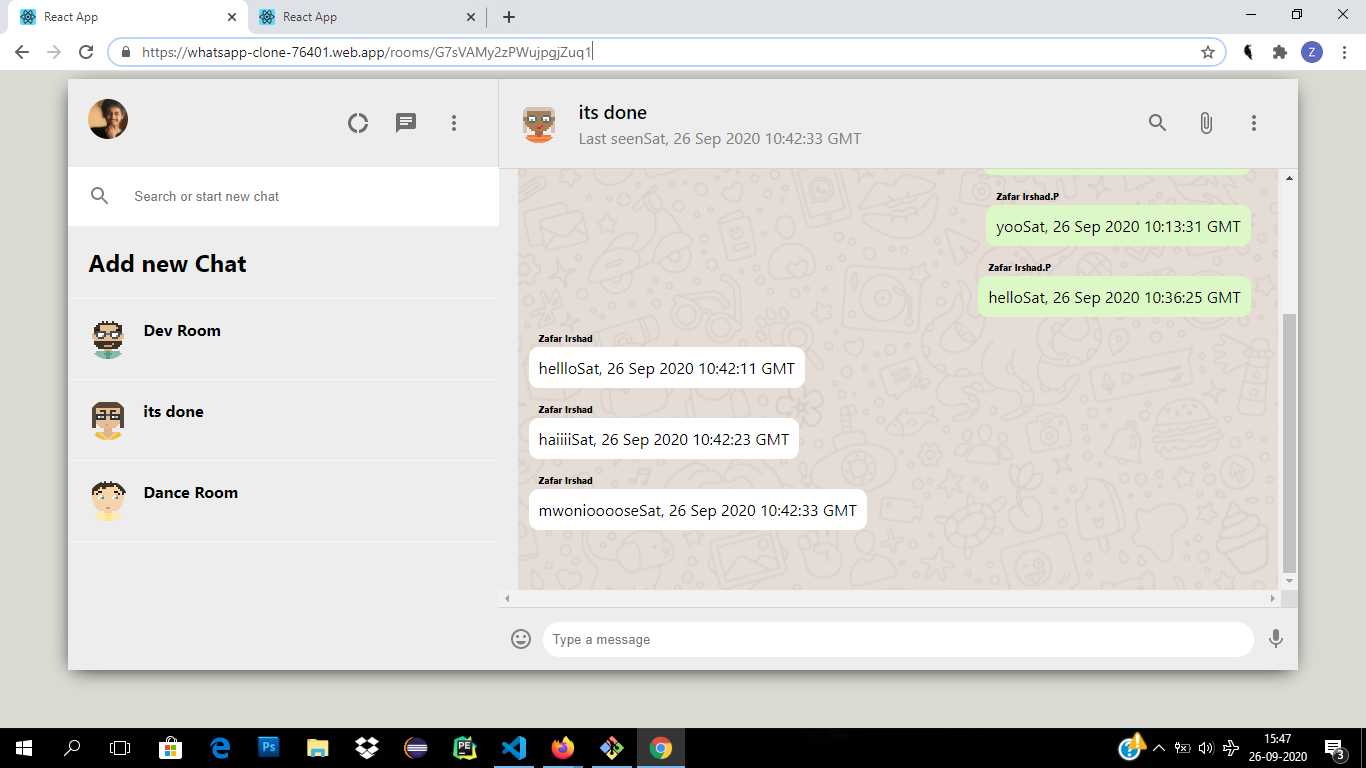 React App
React App
https://whatsapp-clone-76401.web.app/rooms/G7sVAMy2zPWujpgjZuq1
Z
Search or start new chat
Add new Chat
Dev Room
its done
Dance Room
its done
Last seenSat, 26 Sep 2020 10:42:33 GMT
Zafar Irshad.P
yooSat, 26 Sep 2020 10:13:31 GMT
Zafar Irshad.P
helloSat, 26 Sep 2020 10:36:25 GMT
Zafar Irshad
hellloSat, 26 Sep 2020 10:42:11 GMT
Zafar Irshad
haiiiiSat, 26 Sep 2020 10:42:23 GMT
Zafar Irshad
mwoniooooseSat, 26 Sep 2020 10:42:33 GMT
Type a message
Ps
PE
15:47
26-09-2020
3